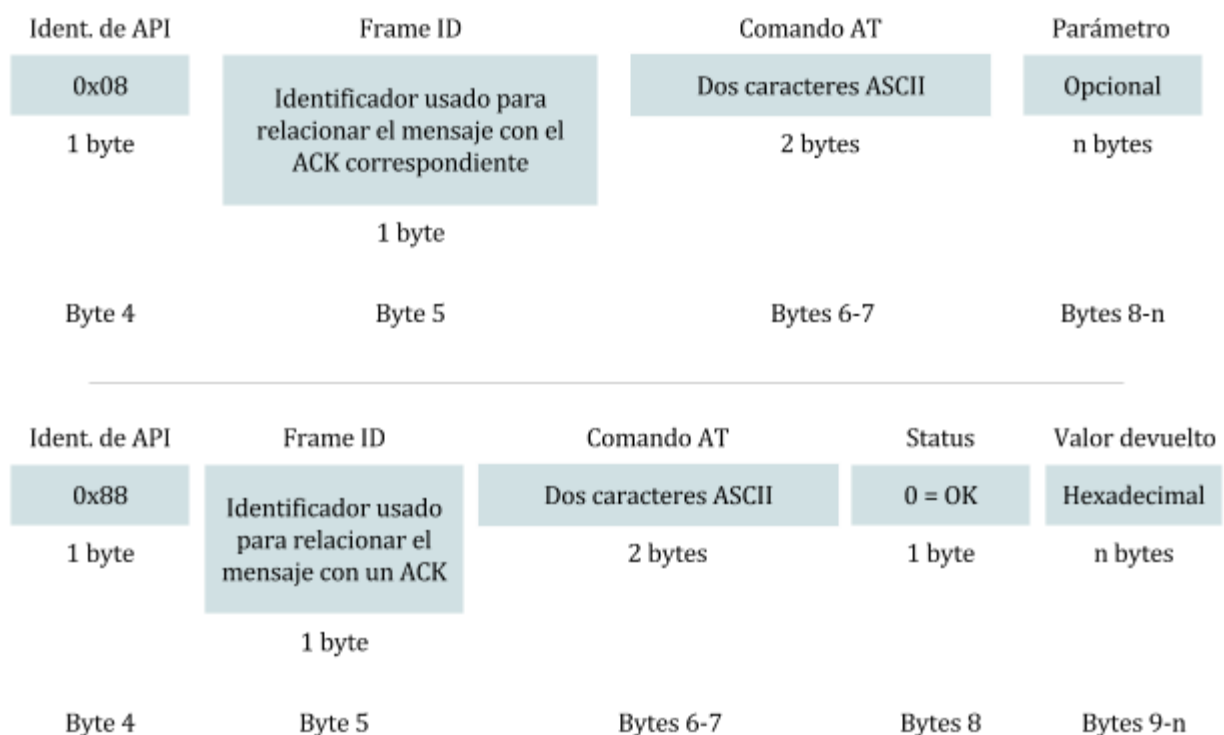 Ident. de API Frame ID Comando AT Parámetro
0x08 Identificador usado para Dos caracteres ASCII Opcional
relacionar el mensaje con el
ACK correspondiente
1 byte 2 bytes n bytes
1 byte
Byte 4 Byte 5 Bytes 6-7 Bytes 8-n
Ident. de API Frame ID Comando AT Status Valor devuelto
0x88 Identificador usado Dos caracteres ASCII 0 = OK Hexadecimal
para relacionar el
mensaje con un ACK
1 byte 2 bytes 1 byte n bytes
1 byte
Byte 4 Byte 5 Bytes 6-7 Bytes 8 Bytes 9-n